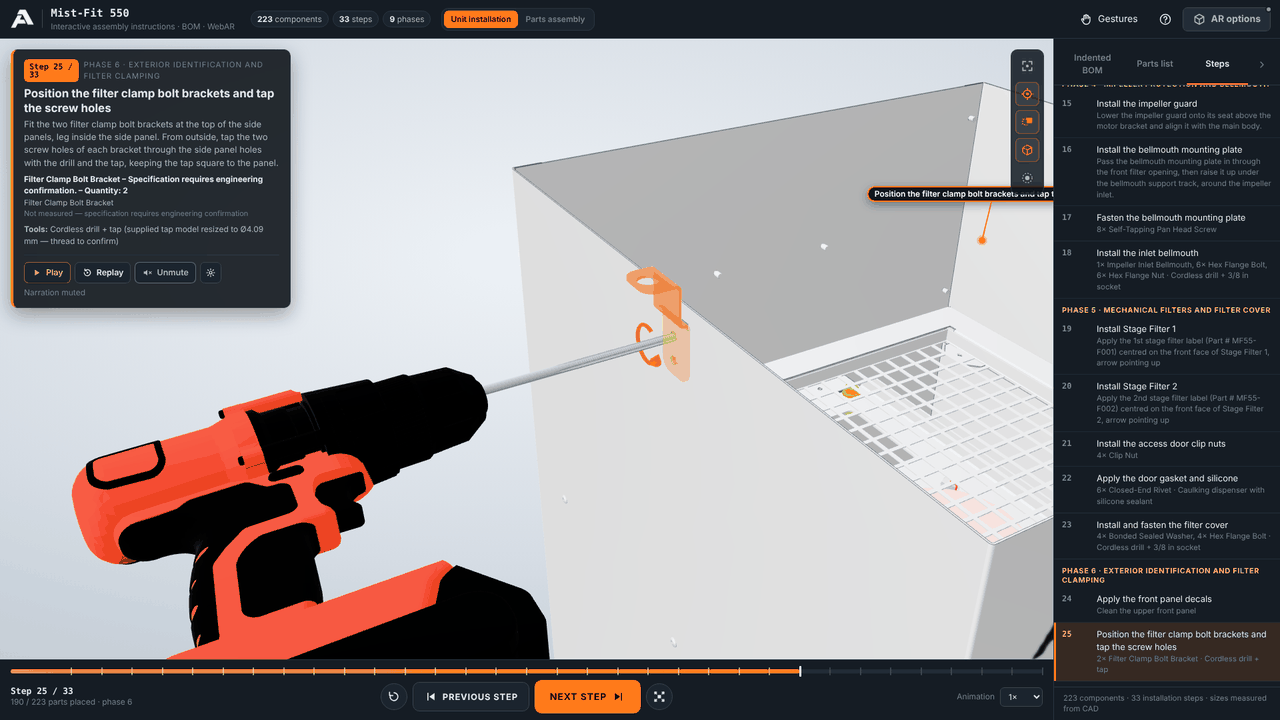 Mist-Fit 550
Interactive assembly instructions · BOM · WebAR
223 components
33 steps
9 phases
Unit installation
Parts assembly
Gestures
AR options
Step 25 / 33
PHASE 6 · EXTERIOR IDENTIFICATION AND
FILTER CLAMPING
Position the filter clamp bolt brackets and tap
the screw holes
Fit the two filter clamp bolt brackets at the top of the side
panels, leg inside the side panel. From outside, tap the two
screw holes of each bracket through the side panel holes
with the drill and the tap, keeping the tap square to the panel.
Filter Clamp Bolt Bracket – Specification requires engineering
confirmation. – Quantity: 2
Filter Clamp Bolt Bracket
Not measured — specification requires engineering confirmation
Tools: Cordless drill + tap (supplied tap model resized to Ø4.09
mm — thread to confirm)
Play
Replay
Unmute
Narration muted
Position the filter clamp bolt brackets and tap t
Indented
BOM
Parts list
Steps
15
Install the impeller guard
Lower the impeller guard onto its seat above the
motor bracket and align it with the main body.
16
Install the bellmouth mounting plate
Pass the bellmouth mounting plate in through
the front filter opening, then raise it up under
the bellmouth support track, around the impeller
inlet.
17
Fasten the bellmouth mounting plate
8× Self-Tapping Pan Head Screw
18
Install the inlet bellmouth
1× Impeller Inlet Bellmouth, 6× Hex Flange Bolt,
6× Hex Flange Nut · Cordless drill + 3/8 in
socket
PHASE 5 · MECHANICAL FILTERS AND FILTER COVER
19
Install Stage Filter 1
Apply the 1st stage filter label (Part # MF55-
F001) centred on the front face of Stage Filter 1,
arrow pointing up
20
Install Stage Filter 2
Apply the 2nd stage filter label (Part # MF55-
F002) centred on the front face of Stage Filter
2, arrow pointing up
21
Install the access door clip nuts
4× Clip Nut
22
Apply the door gasket and silicone
6× Closed-End Rivet · Caulking dispenser with
silicone sealant
23
Install and fasten the filter cover
4× Bonded Sealed Washer, 4× Hex Flange Bolt ·
Cordless drill + 3/8 in socket
PHASE 6 · EXTERIOR IDENTIFICATION AND FILTER
CLAMPING
24
Apply the front panel decals
Clean the upper front panel
25
Position the filter clamp bolt brackets and
tap the screw holes
2× Filter Clamp Bolt Bracket · Cordless drill +
tap
223 components · 33 installation steps · sizes measured
from CAD
Step 25 / 33
190 / 223 parts placed · phase 6
PREVIOUS STEP
NEXT STEP
Animation
1×